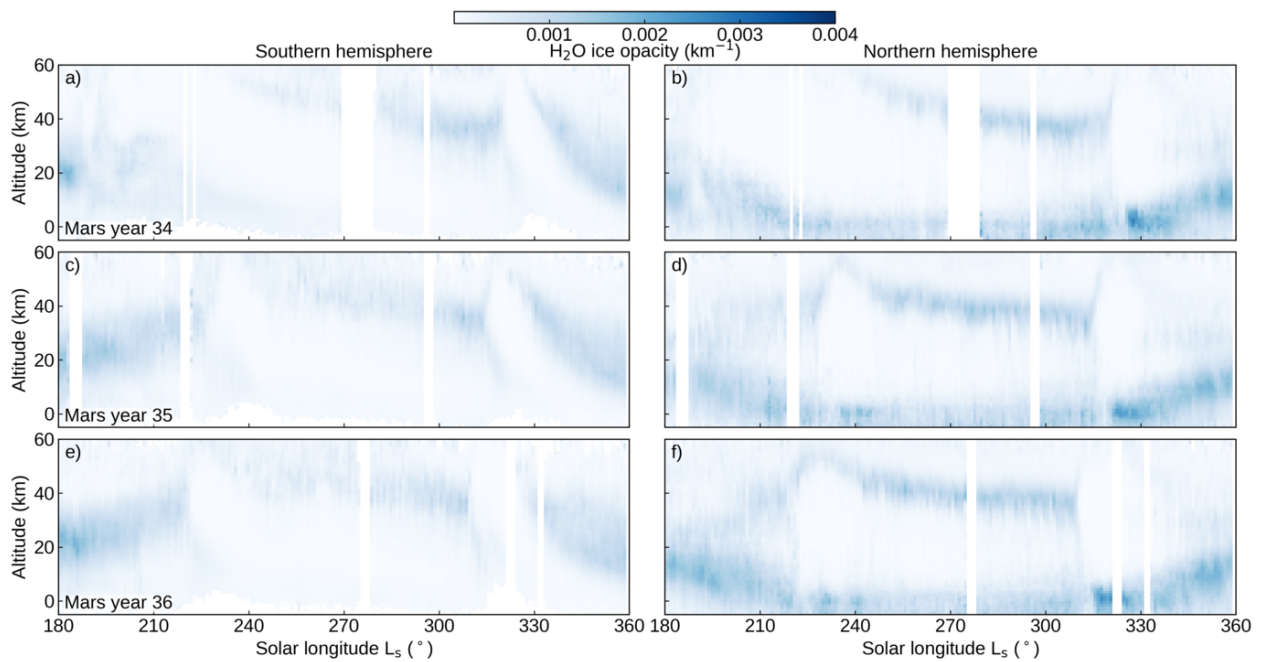 0.001 0.002 0.003 0.004
Southern hemisphere H₂O ice opacity (km⁻¹) Northern hemisphere
60 a) b)
40
20
0 Mars year 34
Altitude (km)
60 c) d)
40
20
0 Mars year 35
Altitude (km)
60 e) f)
40
20
0 Mars year 36
Altitude (km)
180 210 240 270 300 330 360 180 210 240 270 300 330 360
Solar longitude Lₛ (°) Solar longitude Lₛ (°)